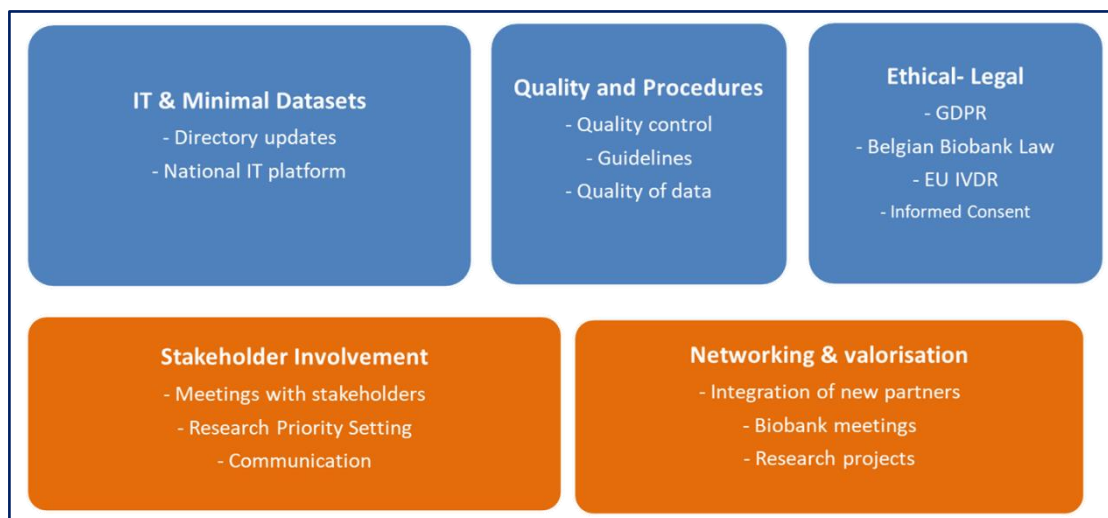 IT & Minimal Datasets
- Directory updates
- National IT platform
Quality and Procedures
- Quality control
- Guidelines
- Quality of data
Ethical- Legal
- GDPR
- Belgian Biobank Law
- EU IVDR
- Informed Consent
Stakeholder Involvement
- Meetings with stakeholders
- Research Priority Setting
- Communication
Networking & valorisation
- Integration of new partners
- Biobank meetings
- Research projects